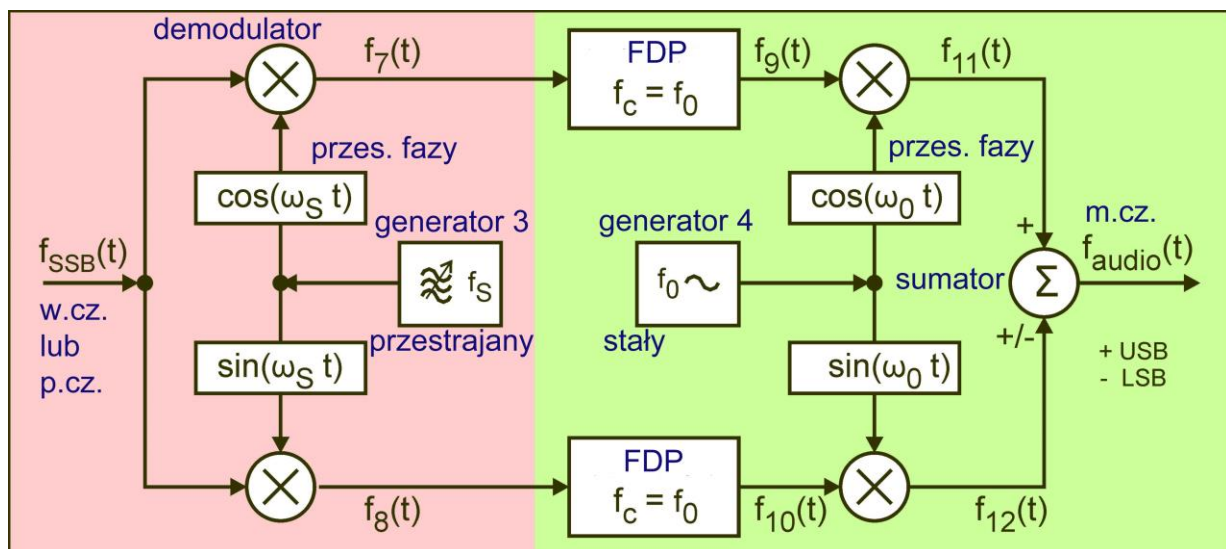 demodulator
f7(t)
FDP
fc = f0
f9(t)
f11(t)
przes. fazy
przes. fazy
cos(ωS t)
cos(ω0 t)
generator 3
generator 4
m.cz.
+
fSSB(t)
fS
f0
sumator
Σ
faudio(t)
w.cz.
lub
p.cz.
przestrajany
stały
+/-
+ USB
- LSB
sin(ωS t)
sin(ω0 t)
FDP
fc = f0
f8(t)
f10(t)
f12(t)